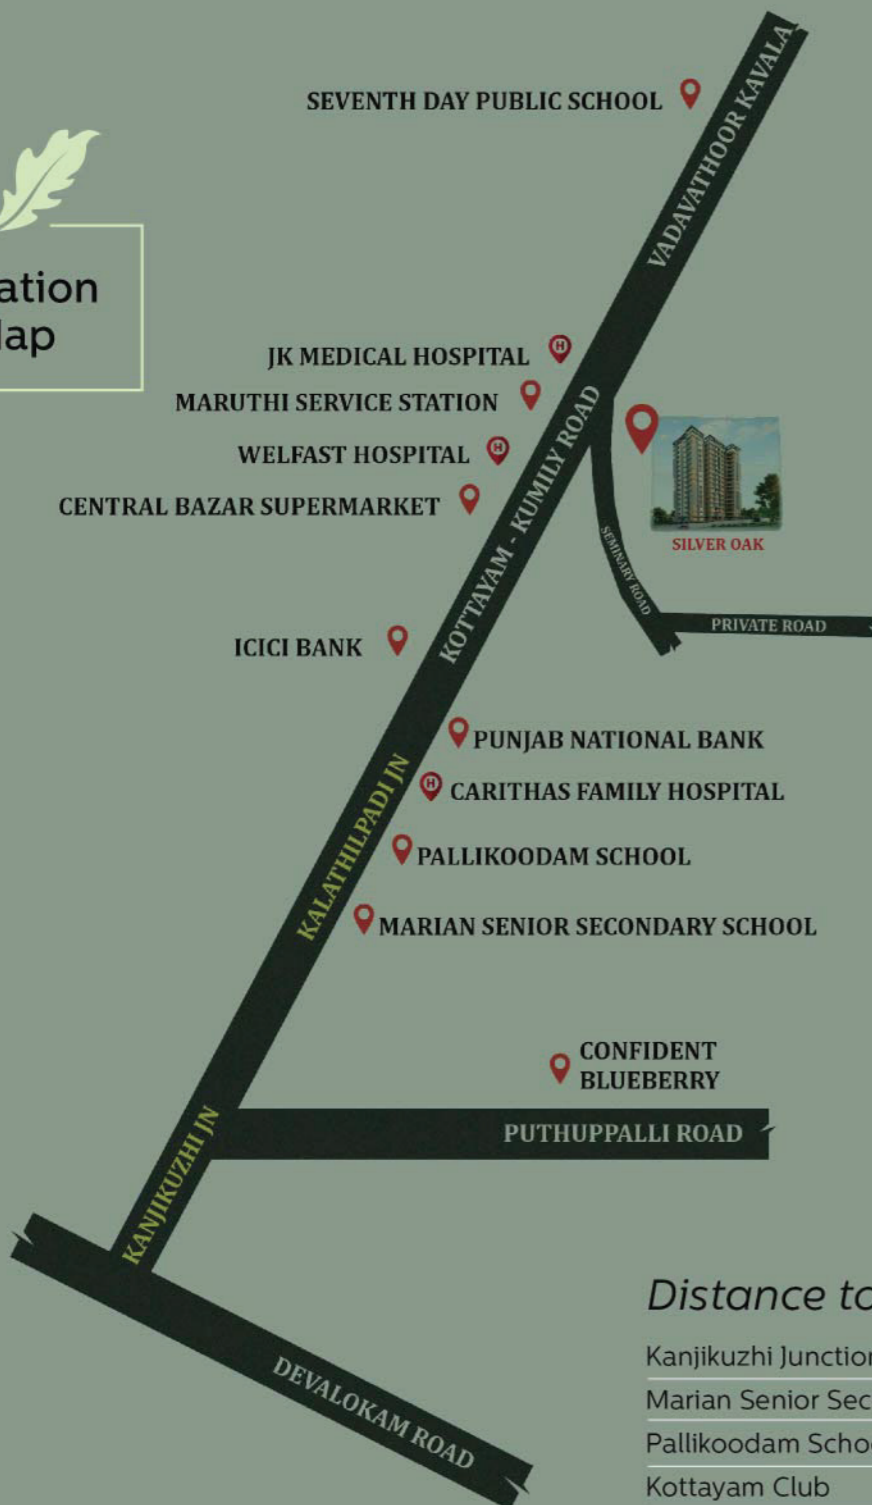 SEVENTH DAY PUBLIC SCHOOL
VADAVATHOOR KAVALA
ation
ap
JK MEDICAL HOSPITAL
MARUTHI SERVICE STATION
WELFAST HOSPITAL
CENTRAL BAZAR SUPERMARKET
KOTTAYAM - KUMILY ROAD
SILVER OAK
SEMINARY ROAD
PRIVATE ROAD
ICICI BANK
PUNJAB NATIONAL BANK
CARITHAS FAMILY HOSPITAL
KALATHILPADI JN
PALLIKOODAM SCHOOL
MARIAN SENIOR SECONDARY SCHOOL
CONFIDENT
BLUEBERRY
PUTHUPPALLI ROAD
KANJIKUZHI JN
DEVALOKAM ROAD
Distance to
Kanjikuzhi Junction
Marian Senior Sec
Pallikoodam Schoo
Kottayam Club